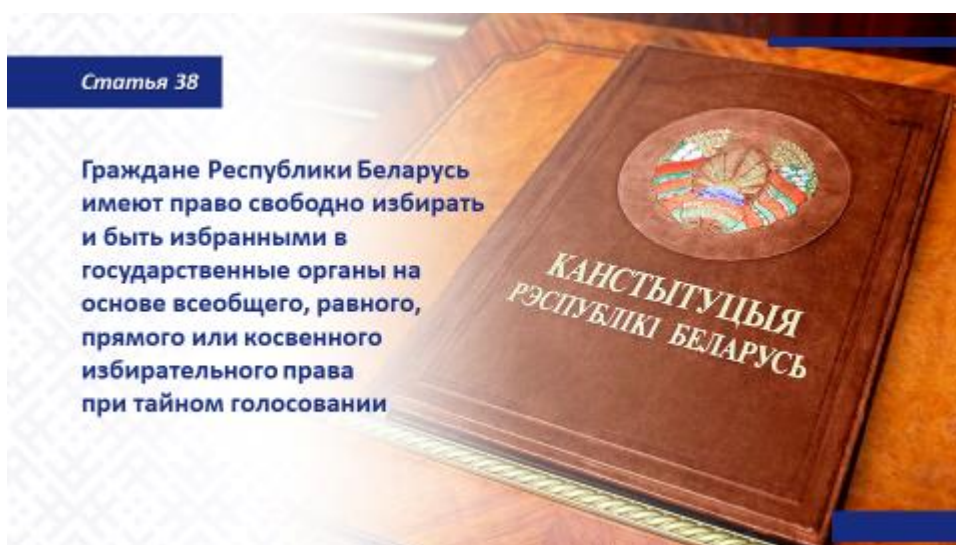 Статья 38
Граждане Республики Беларусь
имеют право свободно избирать
и быть избранными в
государственные органы на
основе всеобщего, равного,
прямого или косвенного
избирательного права
при тайном голосовании
КАНСТЫТУЦЫЯ
РЭСПУБЛІКІ БЕЛАРУСЬ